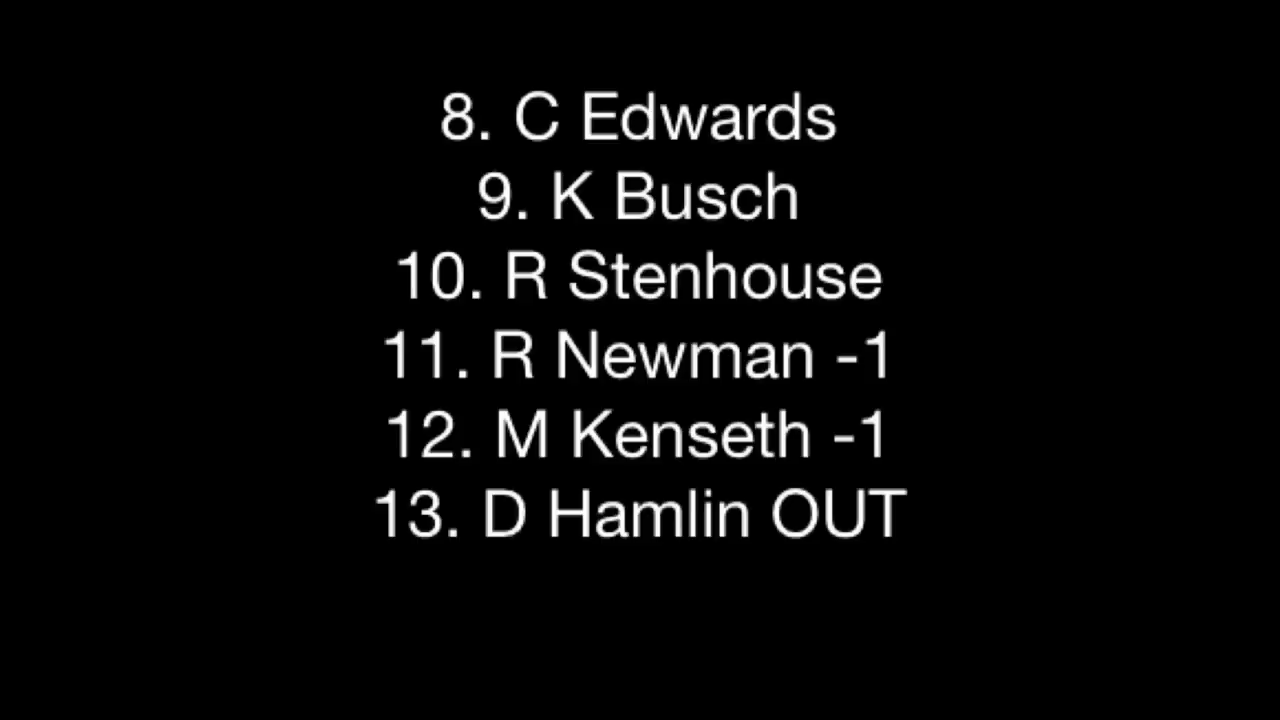 8. C Edwards
9. K Busch
10. R Stenhouse
11. R Newman -1
12. M Kenseth -1
13. D Hamlin OUT